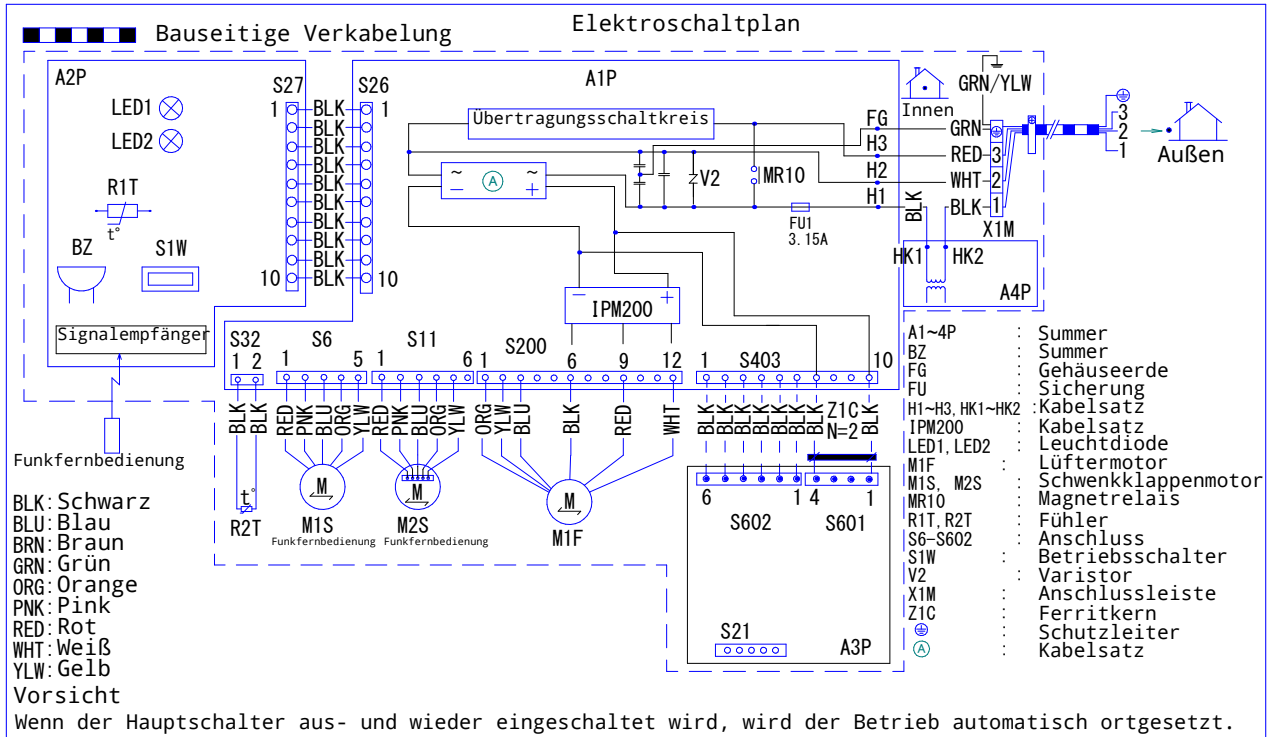 Bauseitige Verkabelung
Elektroschaltplan
A2P
S27
S26
A1P
Innen
GRN/YLW
LED1
LED2
1
BLK
1
BLK
BLK
BLK
BLK
BLK
BLK
BLK
BLK
10
BLK
10
Übertragungsschaltkreis
FG
GRN
H3
RED
3
H2
WHT
2
H1
BLK
BLK
1
X1M
3
2
1
Außen
R1T
t°
BZ
S1W
~
−
A
~
+
V2
MR10
FU1
3.15A
HK1
HK2
A4P
−
+
IPM200
Signalempfänger
S32
1 2
S6
1
5
S11
1
6
S200
1
6
9
12
S403
1
10
BLK
BLK
RED
PNK
BLU
ORG
YLW
RED
PNK
BLU
ORG
YLW
ORG
YLW
BLU
BLK
RED
WHT
BLK
BLK
BLK
BLK
BLK
BLK
BLK
Z1C
N=2
Funkfernbedienung
t°
R2T
M
M1S
Funkfernbedienung
M
M2S
Funkfernbedienung
M
M1F
6
1
4
1
S602
S601
S21
A3P
BLK: Schwarz
BLU: Blau
BRN: Braun
GRN: Grün
ORG: Orange
PNK: Pink
RED: Rot
WHT: Weiß
YLW: Gelb
A1~4P : Summer
BZ : Summer
FG : Gehäuseerde
FU : Sicherung
H1~H3, HK1~HK2 : Kabelsatz
IPM200 : Kabelsatz
LED1, LED2 : Leuchtdiode
M1F : Lüftermotor
M1S, M2S : Schwenkklappenmotor
MR10 : Magnetrelais
R1T, R2T : Fühler
S6-S602 : Anschluss
S1W : Betriebsschalter
V2 : Varistor
X1M : Anschlussleiste
Z1C : Ferritkern
: Schutzleiter
A : Kabelsatz
Vorsicht
Wenn der Hauptschalter aus- und wieder eingeschaltet wird, wird der Betrieb automatisch ortgesetzt.